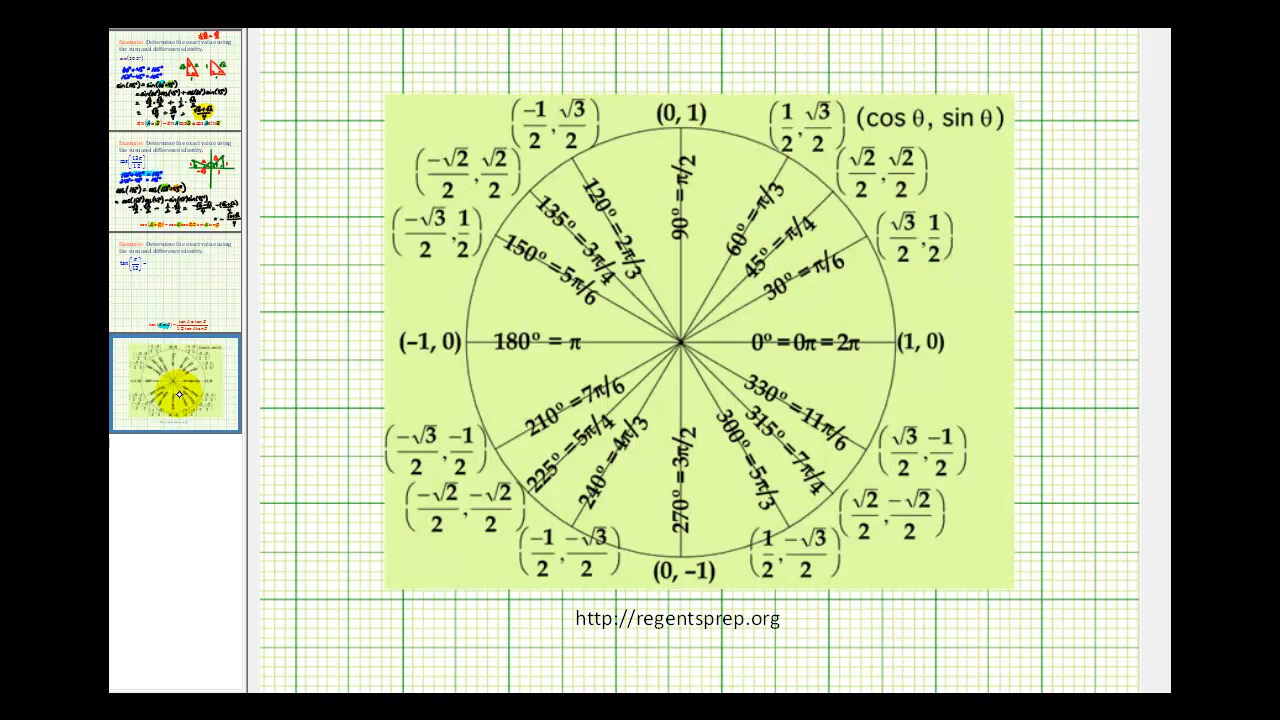 Example: Determine the exact value using
the sum and difference identity.
Example: Determine the exact value using
the sum and difference identity.
Example: Determine the exact value using
the sum and difference identity.
(cos θ, sin θ)
(0, 1)
(-1/2, √3/2)
(1/2, √3/2)
(-√2/2, √2/2)
(√2/2, √2/2)
(-√3/2, 1/2)
(√3/2, 1/2)
90° = π/2
120° = 2π/3
60° = π/3
135° = 3π/4
45° = π/4
150° = 5π/6
30° = π/6
(–1, 0)
180° = π
0° = 0π = 2π
(1, 0)
210° = 7π/6
330° = 11π/6
225° = 5π/4
315° = 7π/4
240° = 4π/3
300° = 5π/3
270° = 3π/2
(-√3/2, -1/2)
(√3/2, -1/2)
(-√2/2, -√2/2)
(√2/2, -√2/2)
(-1/2, -√3/2)
(1/2, -√3/2)
(0, –1)
http://regentsprep.org